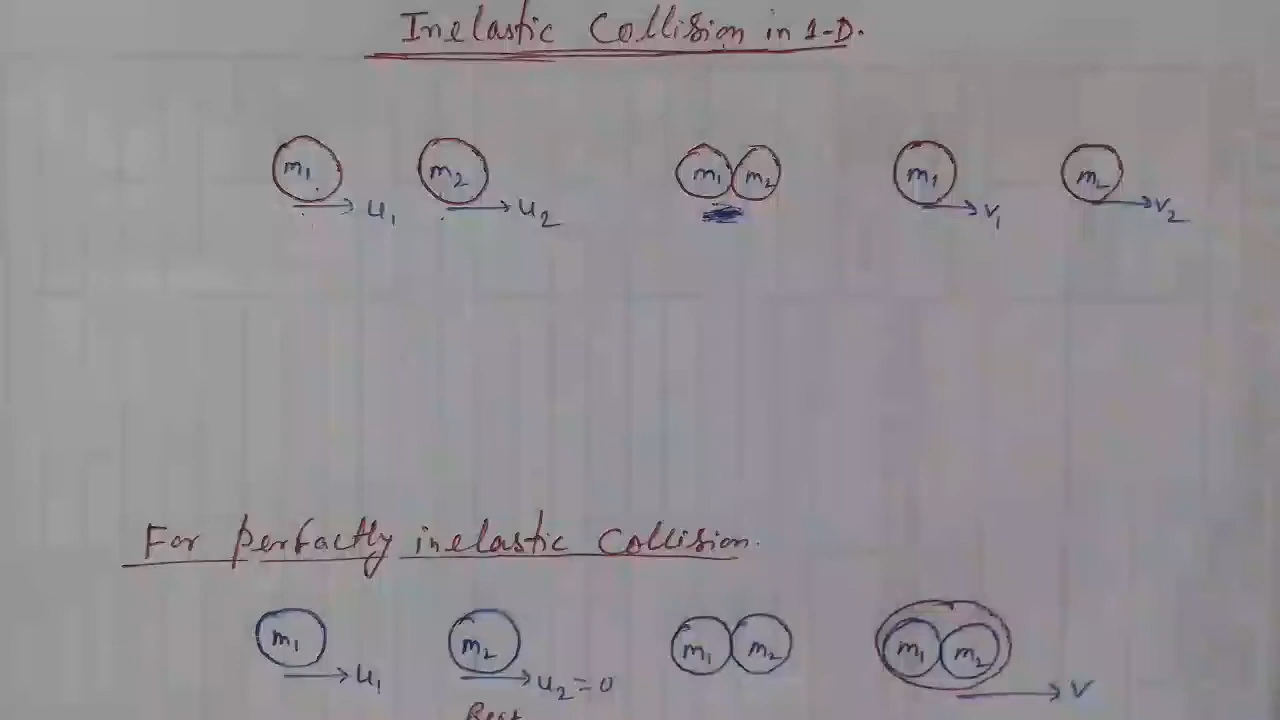 Inelastic Collision in 1-D.
m1 m2 m1 m2 m1 m2
u1 u2 v1 v2
For perfactly inelastic Collision.
m1 m2 m1 m2 m1 m2
u1 u2=0 v
Rest